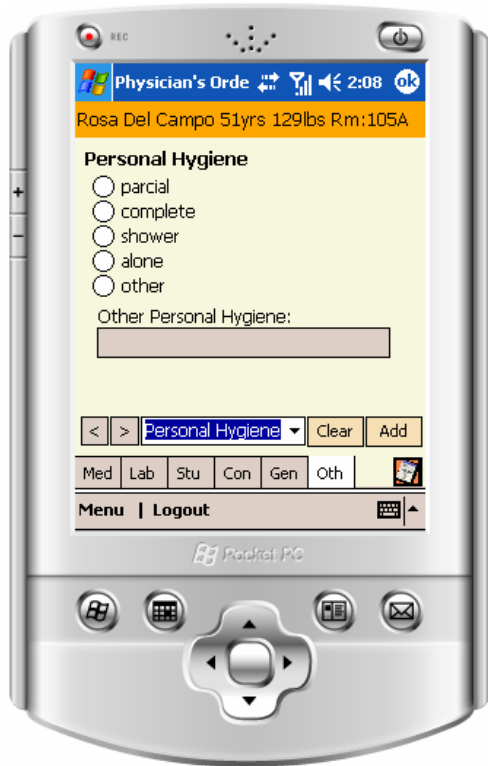 REC
Physician's Orde 2:08 ok
Rosa Del Campo 51yrs 129lbs Rm:105A
Personal Hygiene
parcial
complete
shower
alone
other
Other Personal Hygiene:
< > Personal Hygiene Clear Add
Med Lab Stu Con Gen Oth
Menu | Logout
Pocket PC